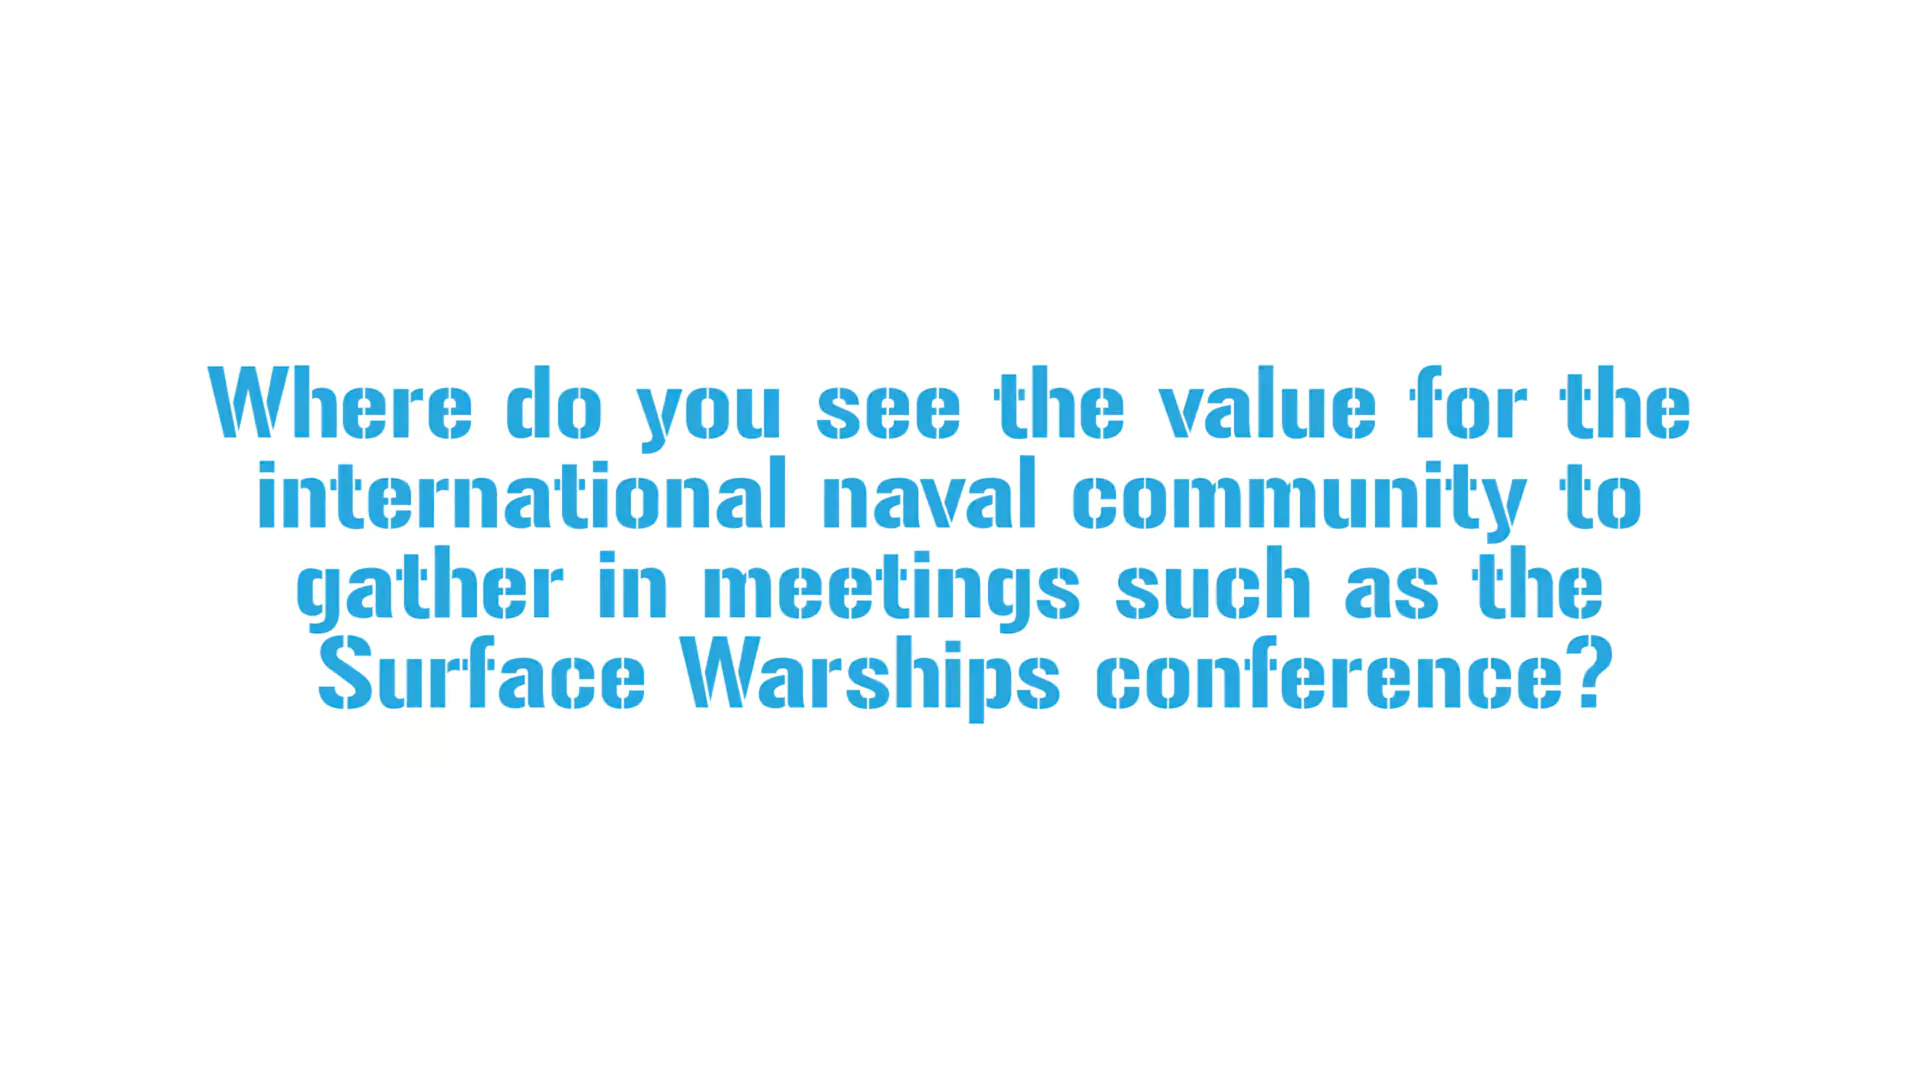 Where do you see the value for the
international naval community to
gather in meetings such as the
Surface Warships conference?